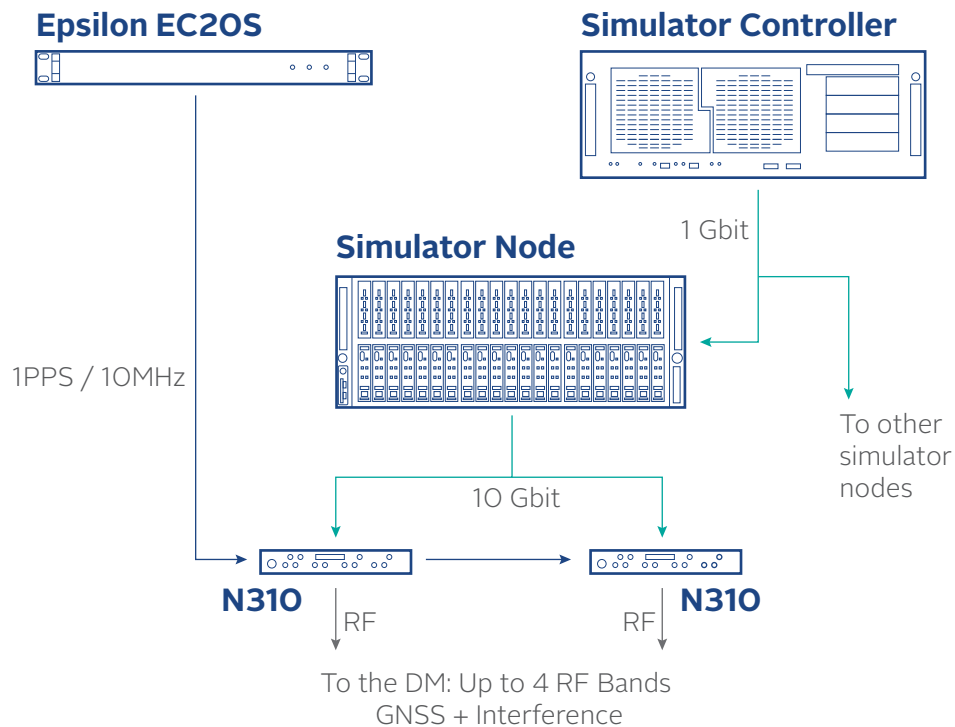 Epsilon EC20S
Simulator Controller
1 Gbit
Simulator Node
1PPS / 10MHz
To other
simulator
nodes
10 Gbit
N310
N310
RF
RF
To the DM: Up to 4 RF Bands
GNSS + Interference